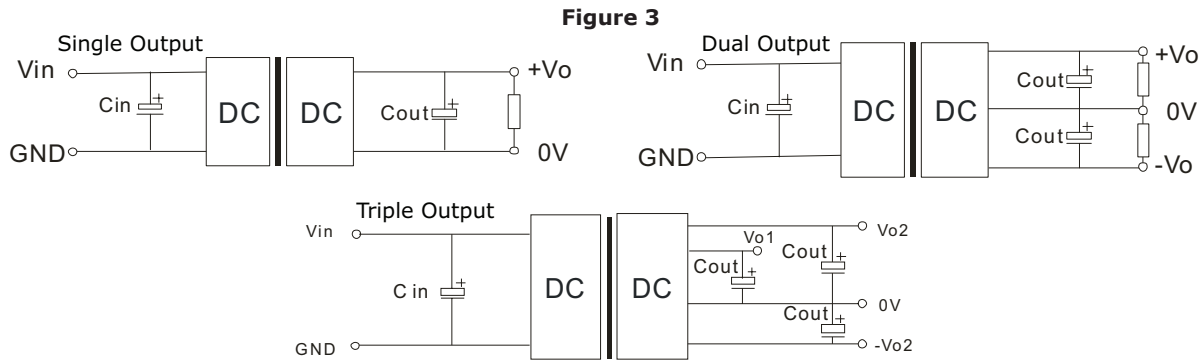 Figure 3
Single Output
Vin
Cin
GND
DC
DC
Cout
+
+
+Vo
0V
Dual Output
Vin
Cin
+
GND
DC
DC
Cout
+
Cout
+
+Vo
0V
-Vo
Triple Output
Vin
C in
+
GND
DC
DC
Vo1
Cout
+
Cout
+
Cout
+
Vo2
0V
-Vo2